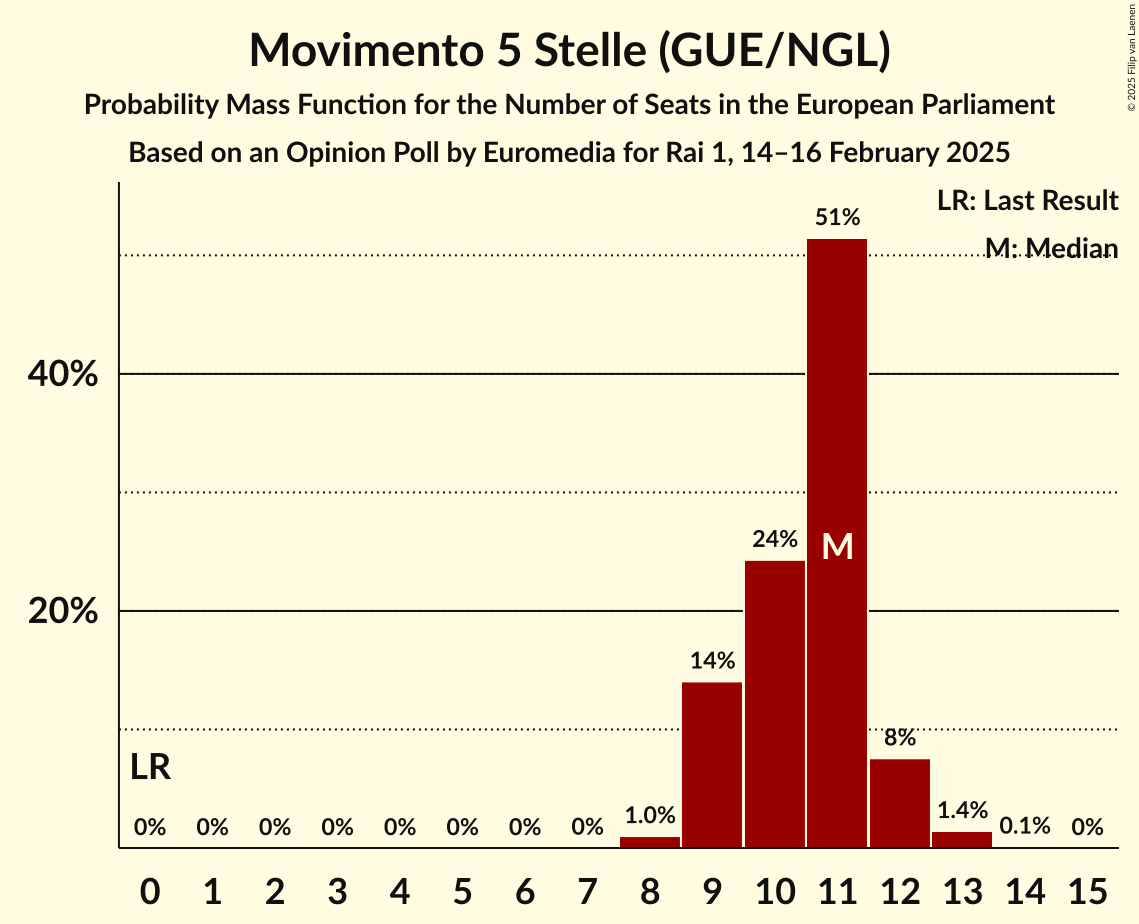 Movimento 5 Stelle (GUE/NGL)
Probability Mass Function for the Number of Seats in the European Parliament
Based on an Opinion Poll by Euromedia for Rai 1, 14–16 February 2025
© 2025 Filip van Laenen
LR: Last Result
M: Median
51%
40%
24%
M
20%
14%
8%
LR
1.4%
1.0%
0% 0% 0% 0% 0% 0% 0% 0% 0.1% 0%
0 1 2 3 4 5 6 7 8 9 10 11 12 13 14 15